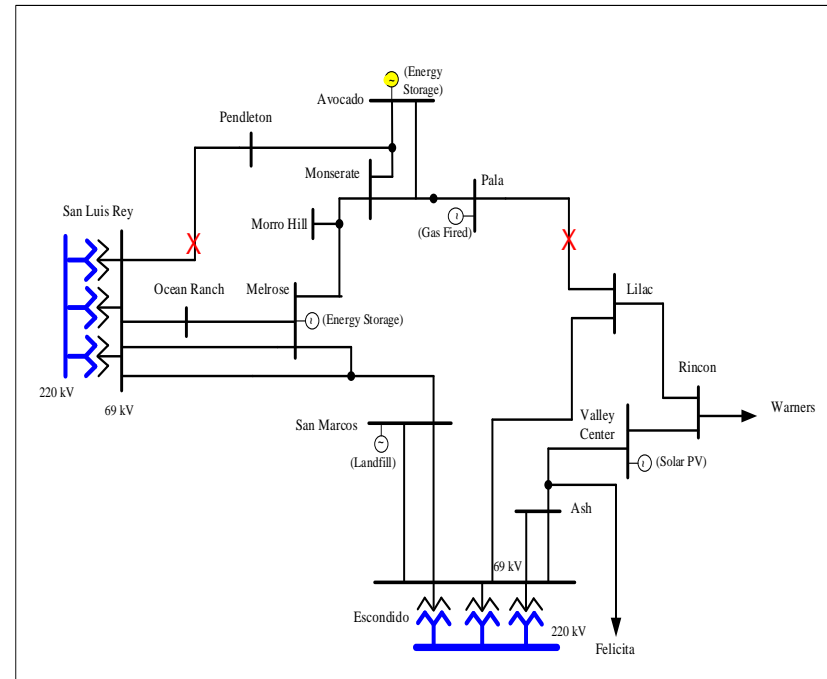 (Energy
Storage)
Avocado
Pendleton
Monserate
Pala
San Luis Rey
Morro Hill
(Gas Fired)
Ocean Ranch
Melrose
Lilac
(Energy Storage)
Rincon
220 kV
69 kV
San Marcos
Valley
Center
Warners
(Landfill)
(Solar PV)
Ash
69 kV
Escondido
220 kV
Felicita